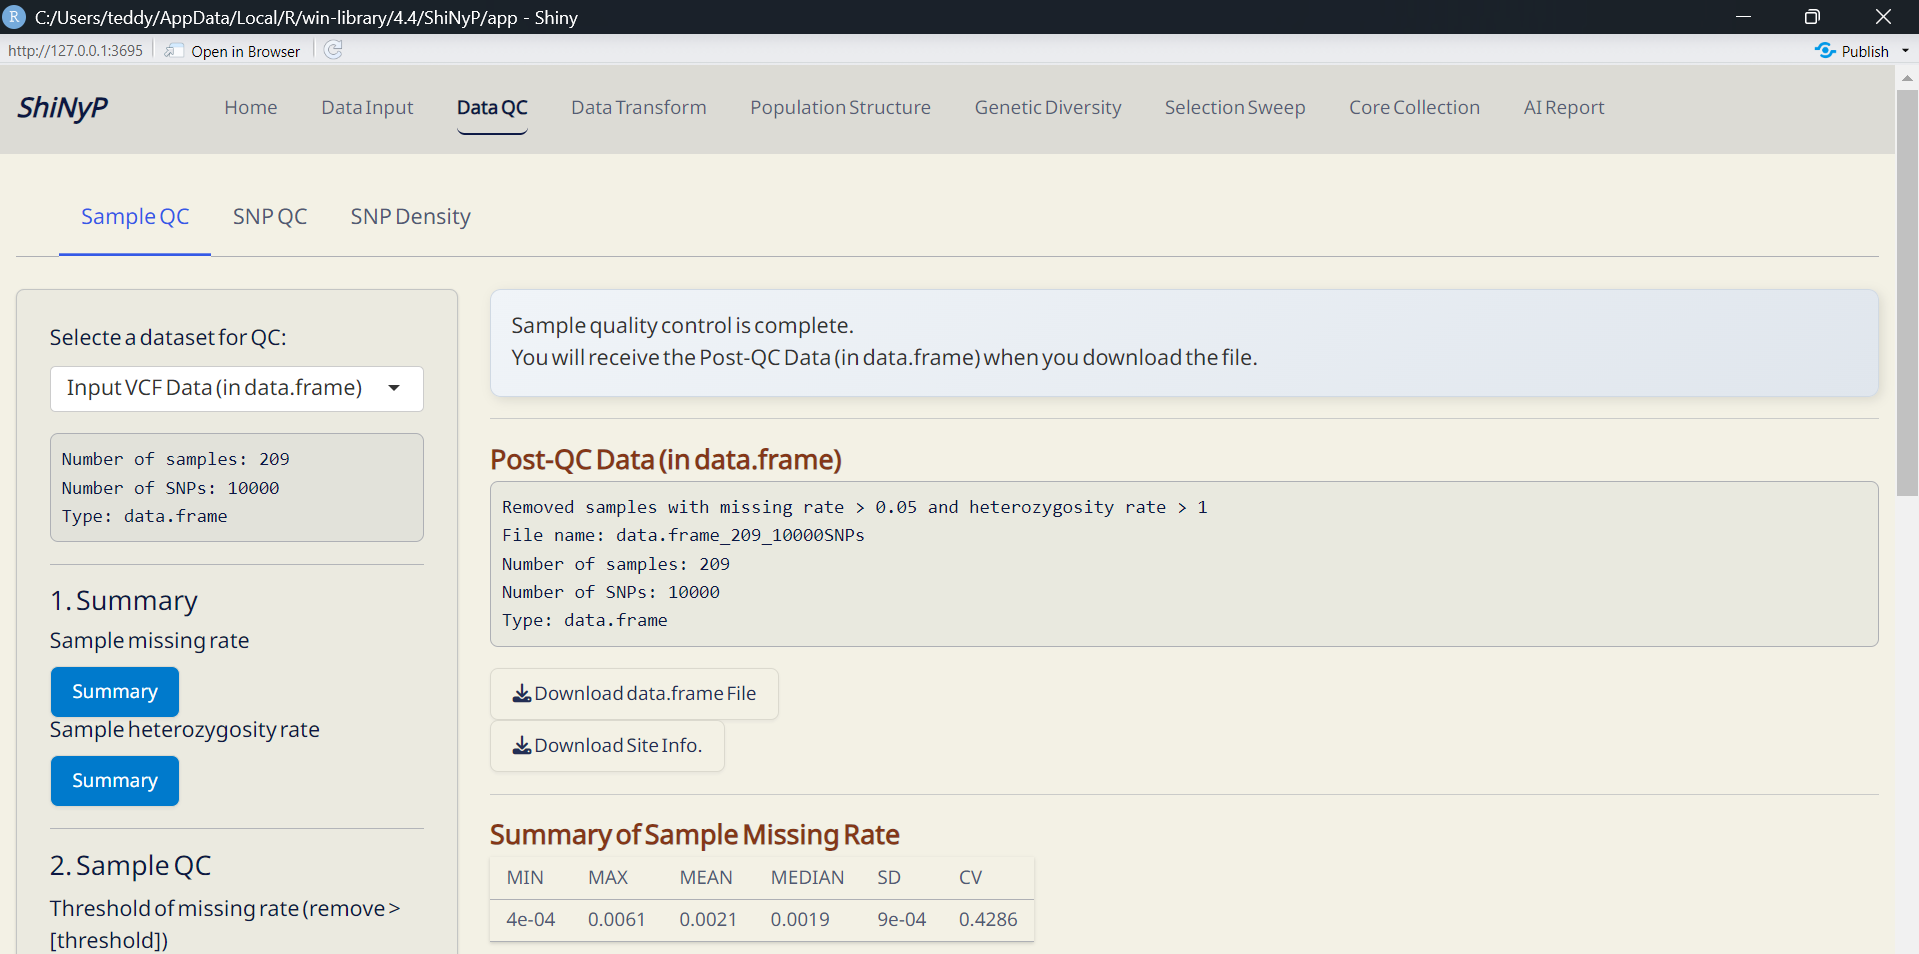 C:/Users/teddy/AppData/Local/R/win-library/4.4/ShiNyP/app - Shiny
http://127.0.0.1:3695 Open in Browser Publish
ShiNyP Home Data Input Data QC Data Transform Population Structure Genetic Diversity Selection Sweep Core Collection AI Report
Sample QC SNP QC SNP Density
Selecte a dataset for QC:
Input VCF Data (in data.frame)
Number of samples: 209
Number of SNPs: 10000
Type: data.frame
1. Summary
Sample missing rate
Summary
Sample heterozygosity rate
Summary
2. Sample QC
Threshold of missing rate (remove >
[threshold])
Sample quality control is complete.
You will receive the Post-QC Data (in data.frame) when you download the file.
Post-QC Data (in data.frame)
Removed samples with missing rate > 0.05 and heterozygosity rate > 1
File name: data.frame_209_10000SNPs
Number of samples: 209
Number of SNPs: 10000
Type: data.frame
Download data.frame File
Download Site Info.
Summary of Sample Missing Rate
MIN MAX MEAN MEDIAN SD CV
4e-04 0.0061 0.0021 0.0019 9e-04 0.4286